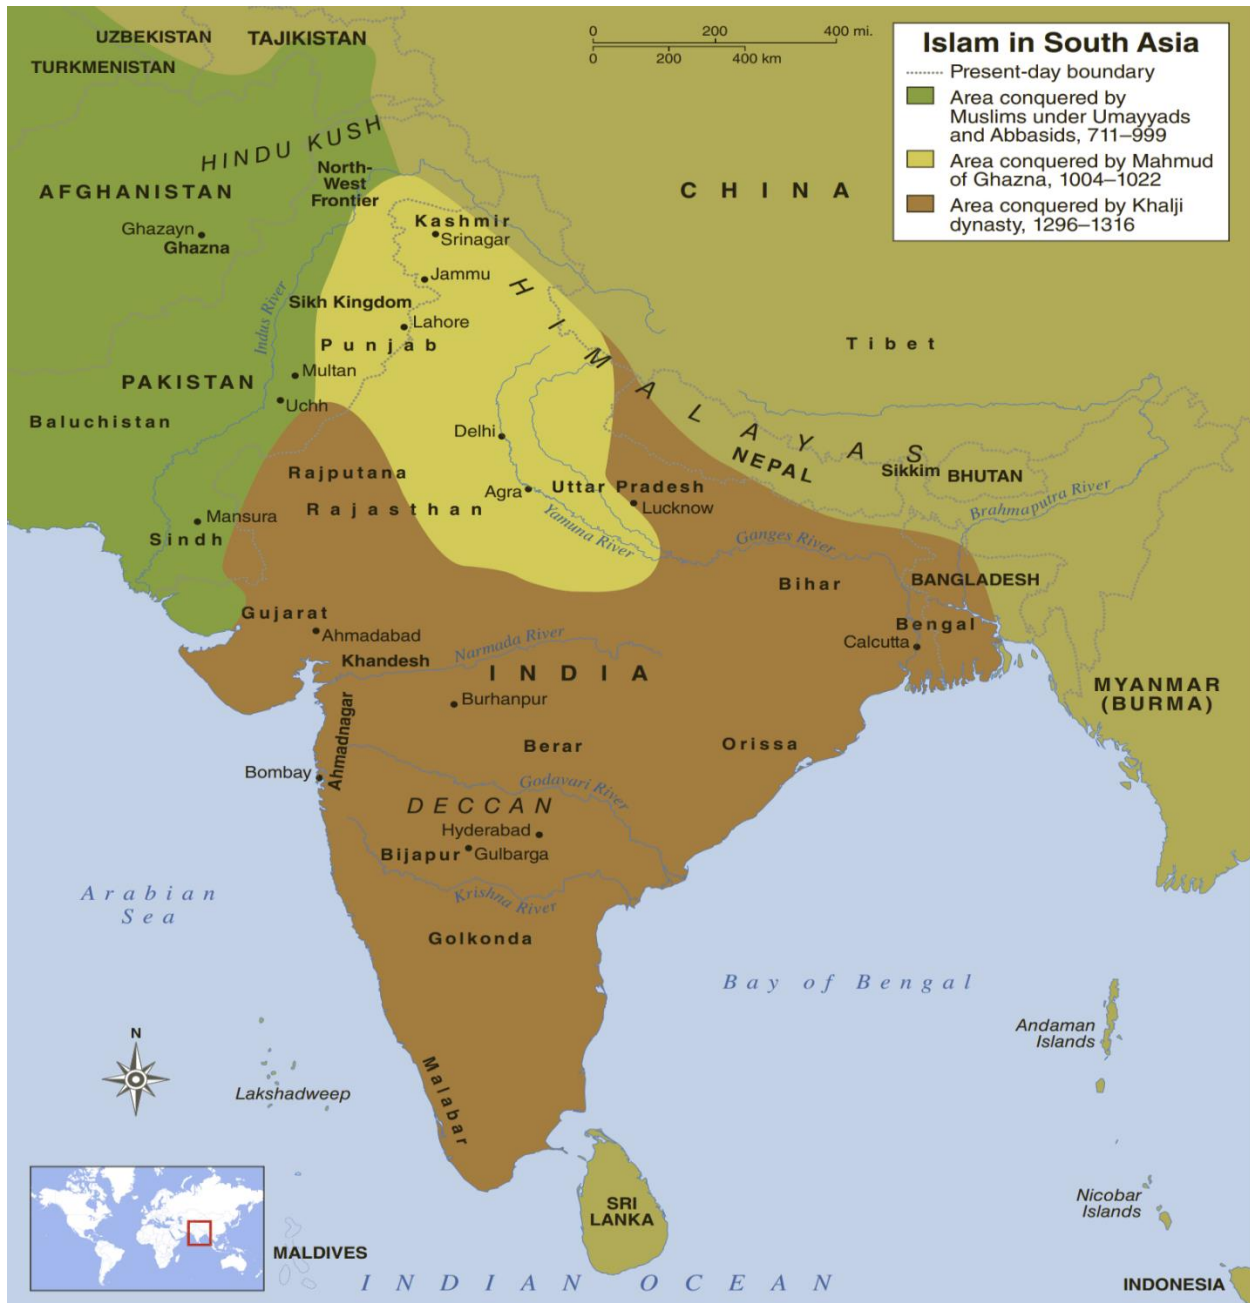 UZBEKISTAN
TAJIKISTAN
TURKMENISTAN
0 200 400 mi.
0 200 400 km
Islam in South Asia
Present-day boundary
Area conquered by
Muslims under Umayyads
and Abbasids, 711–999
Area conquered by Mahmud
of Ghazna, 1004–1022
Area conquered by Khalji
dynasty, 1296–1316
HINDU KUSH
North-
West
Frontier
AFGHANISTAN
CHINA
Ghazayn
Ghazna
Kashmir
Srinagar
Jammu
HIMALAYAS
Indus River
Sikh Kingdom
Lahore
Punjab
Tibet
Multan
PAKISTAN
Uchh
Baluchistan
Delhi
NEPAL
Sikkim
BHUTAN
Rajputana
Agra
Uttar Pradesh
Lucknow
Rajasthan
Brahmaputra River
Mansura
Sindh
Yamuna River
Ganges River
Bihar
BANGLADESH
Gujarat
Bengal
Ahmadabad
Calcutta
Narmada River
Khandesh
INDIA
MYANMAR
(BURMA)
Burhanpur
Ahmadnagar
Berar
Orissa
Bombay
Godavari River
DECCAN
Hyderabad
Bijapur
Gulbarga
Krishna River
Arabian
Sea
Golkonda
Bay of Bengal
Andaman
Islands
N
Malabar
Lakshadweep
SRI
LANKA
Nicobar
Islands
MALDIVES
INDIAN OCEAN
INDONESIA